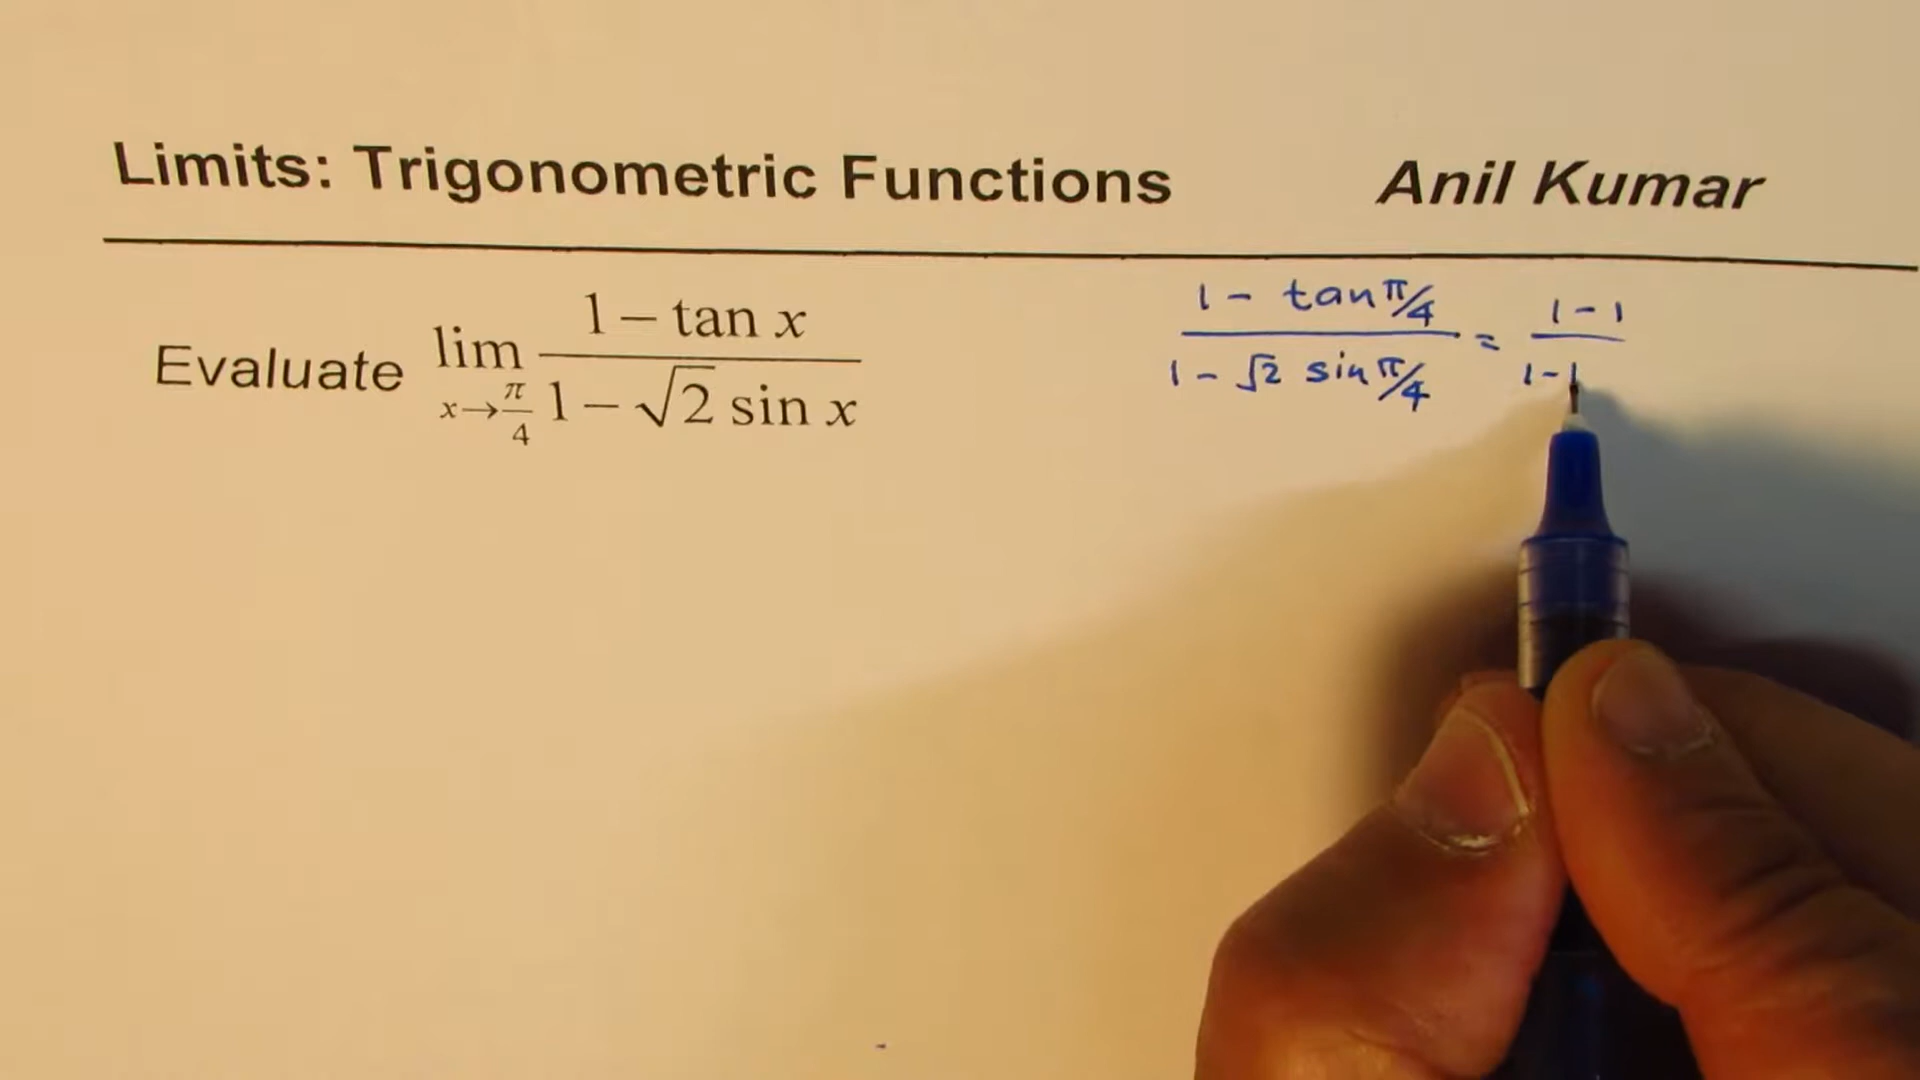 Limits: Trigonometric Functions Anil Kumar
Evaluate lim x→π/4 (1 − tan x)/(1 − √2 sin x)
(1 − tan π/4)/(1 − √2 sin π/4) = (1 − 1)/(1 − 1